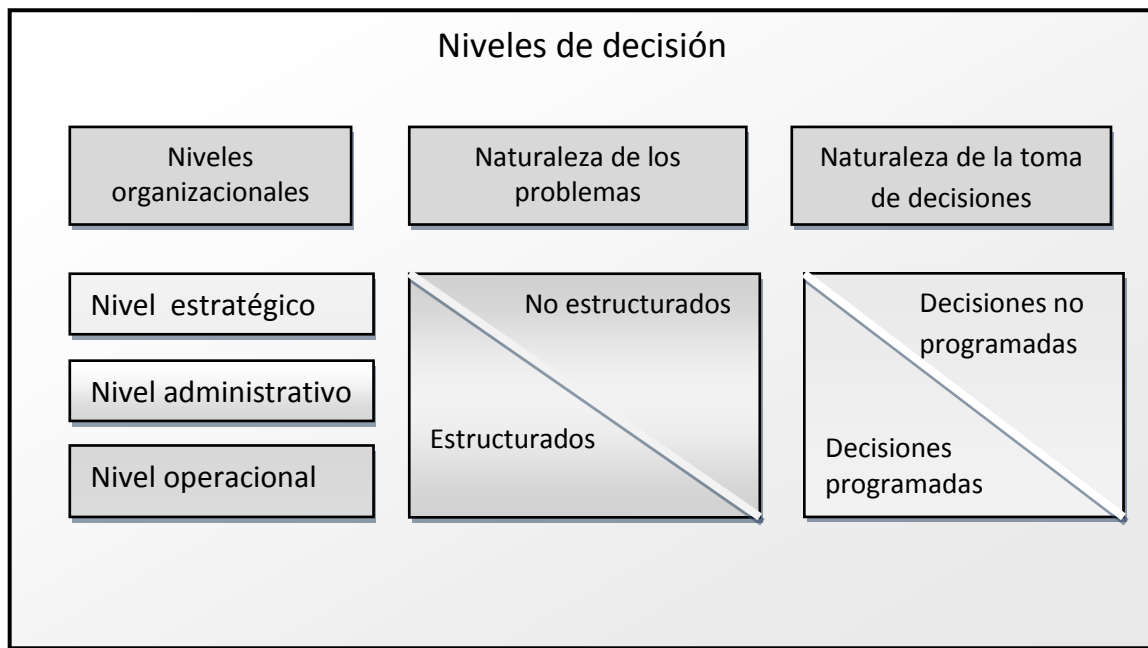 Niveles de decisión
Niveles
organizacionales
Naturaleza de los
problemas
Naturaleza de la toma
de decisiones
Nivel estratégico
Nivel administrativo
Nivel operacional
No estructurados
Estructurados
Decisiones no
programadas
Decisiones
programadas